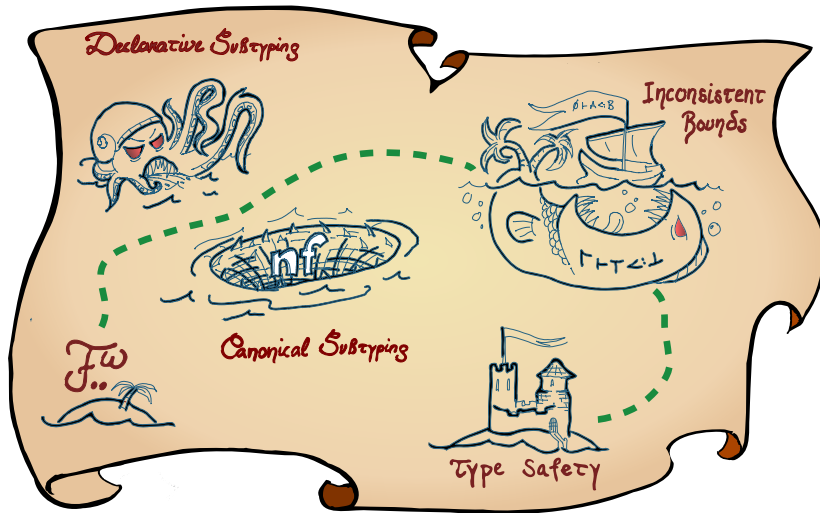 Declarative Subtyping
Inconsistent
Bounds
∅ ⊢ A <: B
nf
Γ ⊢ ⊤ <: ⊥
Canonical Subtyping
F ω ..
Type Safety